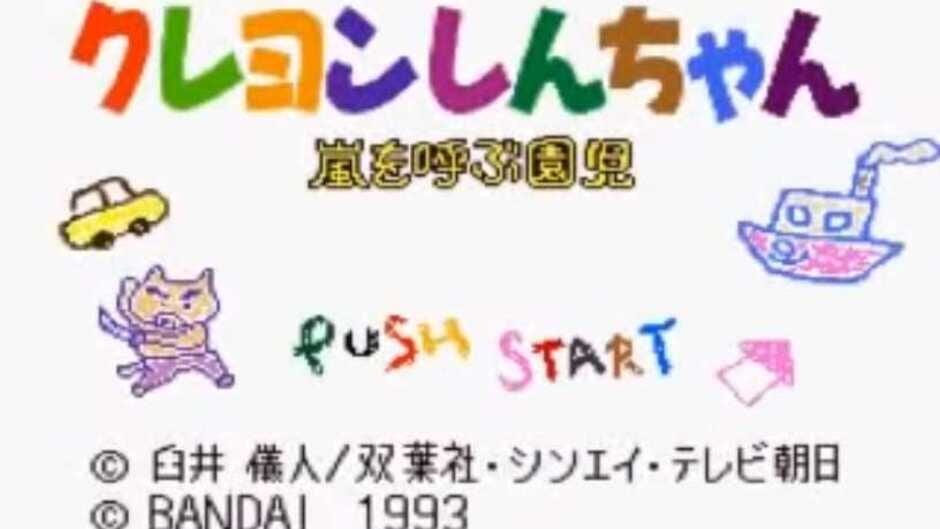 クレヨンしんちゃん
嵐を呼ぶ園児
PUSH START
© 臼井 儀人/双葉社・シンエイ・テレビ朝日
© BANDAI 1993